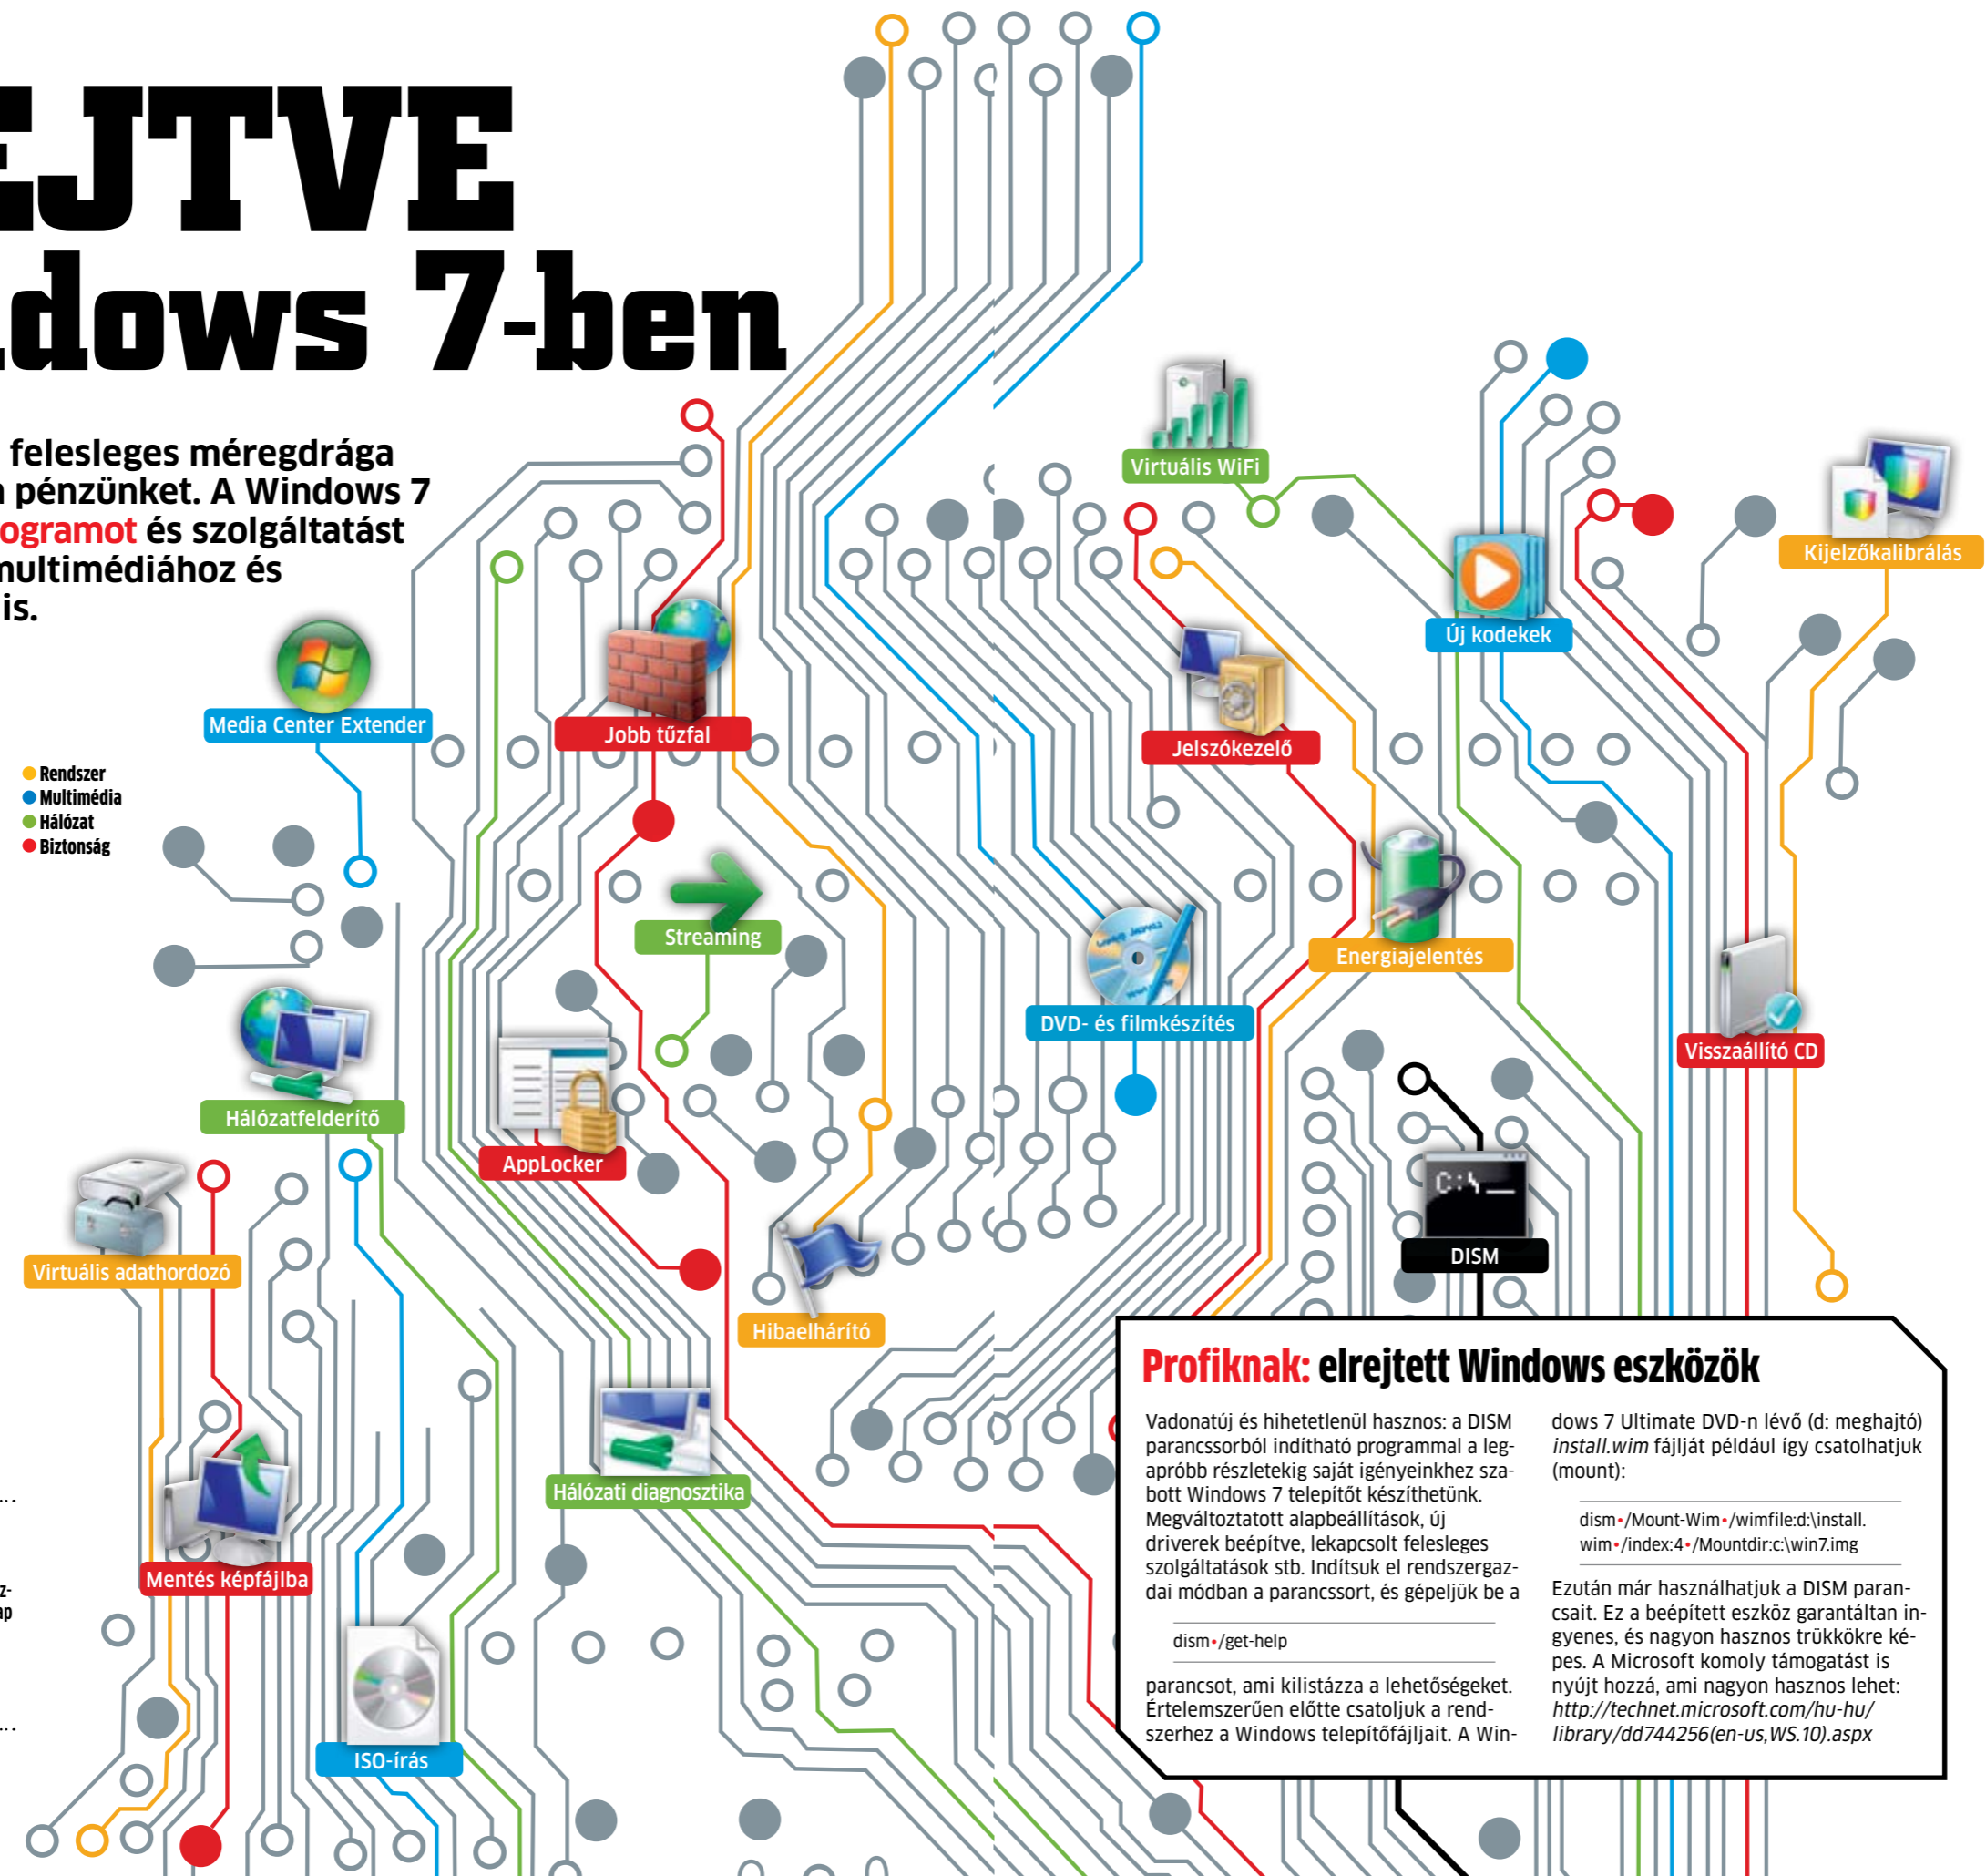 EJTVE
dows 7-ben
felesleges méregdrága
pénzünket. A Windows 7
ogramot és szolgáltatást
multimédiához és
is.
Virtuális WiFi
Kijelzőkalibrálás
Új kodekek
Media Center Extender
Jobb tűzfal
Jelszókezelő
Rendszer
Multimédia
Hálózat
Biztonság
Streaming
Energiajelentés
DVD- és filmkészítés
Visszaállító CD
Hálózatfelderítő
AppLocker
C:\
DISM
Virtuális adathordozó
Hibaelhárító
Hálózati diagnosztika
Mentés képfájlba
...
z-
ap
...
ISO-írás
Profiknak: elrejtett Windows eszközök
Vadonatúj és hihetetlenül hasznos: a DISM
parancssorból indítható programmal a leg-
apróbb részletekig saját igényeinkhez sza-
bott Windows 7 telepítőt készíthetünk.
Megváltoztatott alapbeállítások, új
driverek beépítve, lekapcsolt felesleges
szolgáltatások stb. Indítsuk el rendszergaz-
dai módban a parancssort, és gépeljük be a
dism•/get-help
parancsot, ami kilistázza a lehetőségeket.
Értelemszerűen előtte csatoljuk a rend-
szerhez a Windows telepítőfájljait. A Win-
dows 7 Ultimate DVD-n lévő (d: meghajtó)
install.wim fájlját például így csatolhatjuk
(mount):
dism•/Mount-Wim•/wimfile:d:\install.
wim•/index:4•/Mountdir:c:\win7.img
Ezután már használhatjuk a DISM paran-
csait. Ez a beépített eszköz garantáltan in-
gyenes, és nagyon hasznos trükkökre ké-
pes. A Microsoft komoly támogatást is
nyújt hozzá, ami nagyon hasznos lehet:
http://technet.microsoft.com/hu-hu/
library/dd744256(en-us,WS.10).aspx